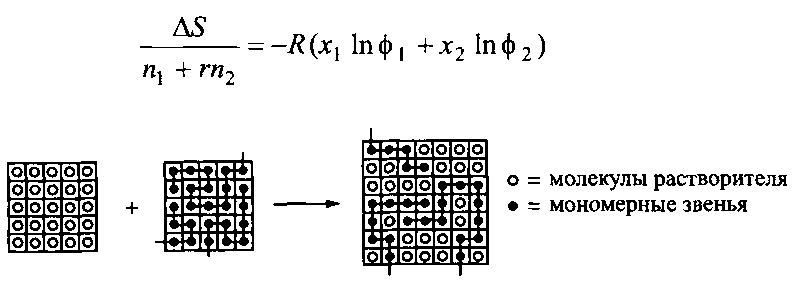 ΔS / (n₁ + rn₂) = –R(x₁ ln ϕ₁ + x₂ ln ϕ₂)
+
о = молекулы растворителя
• = мономерные звенья